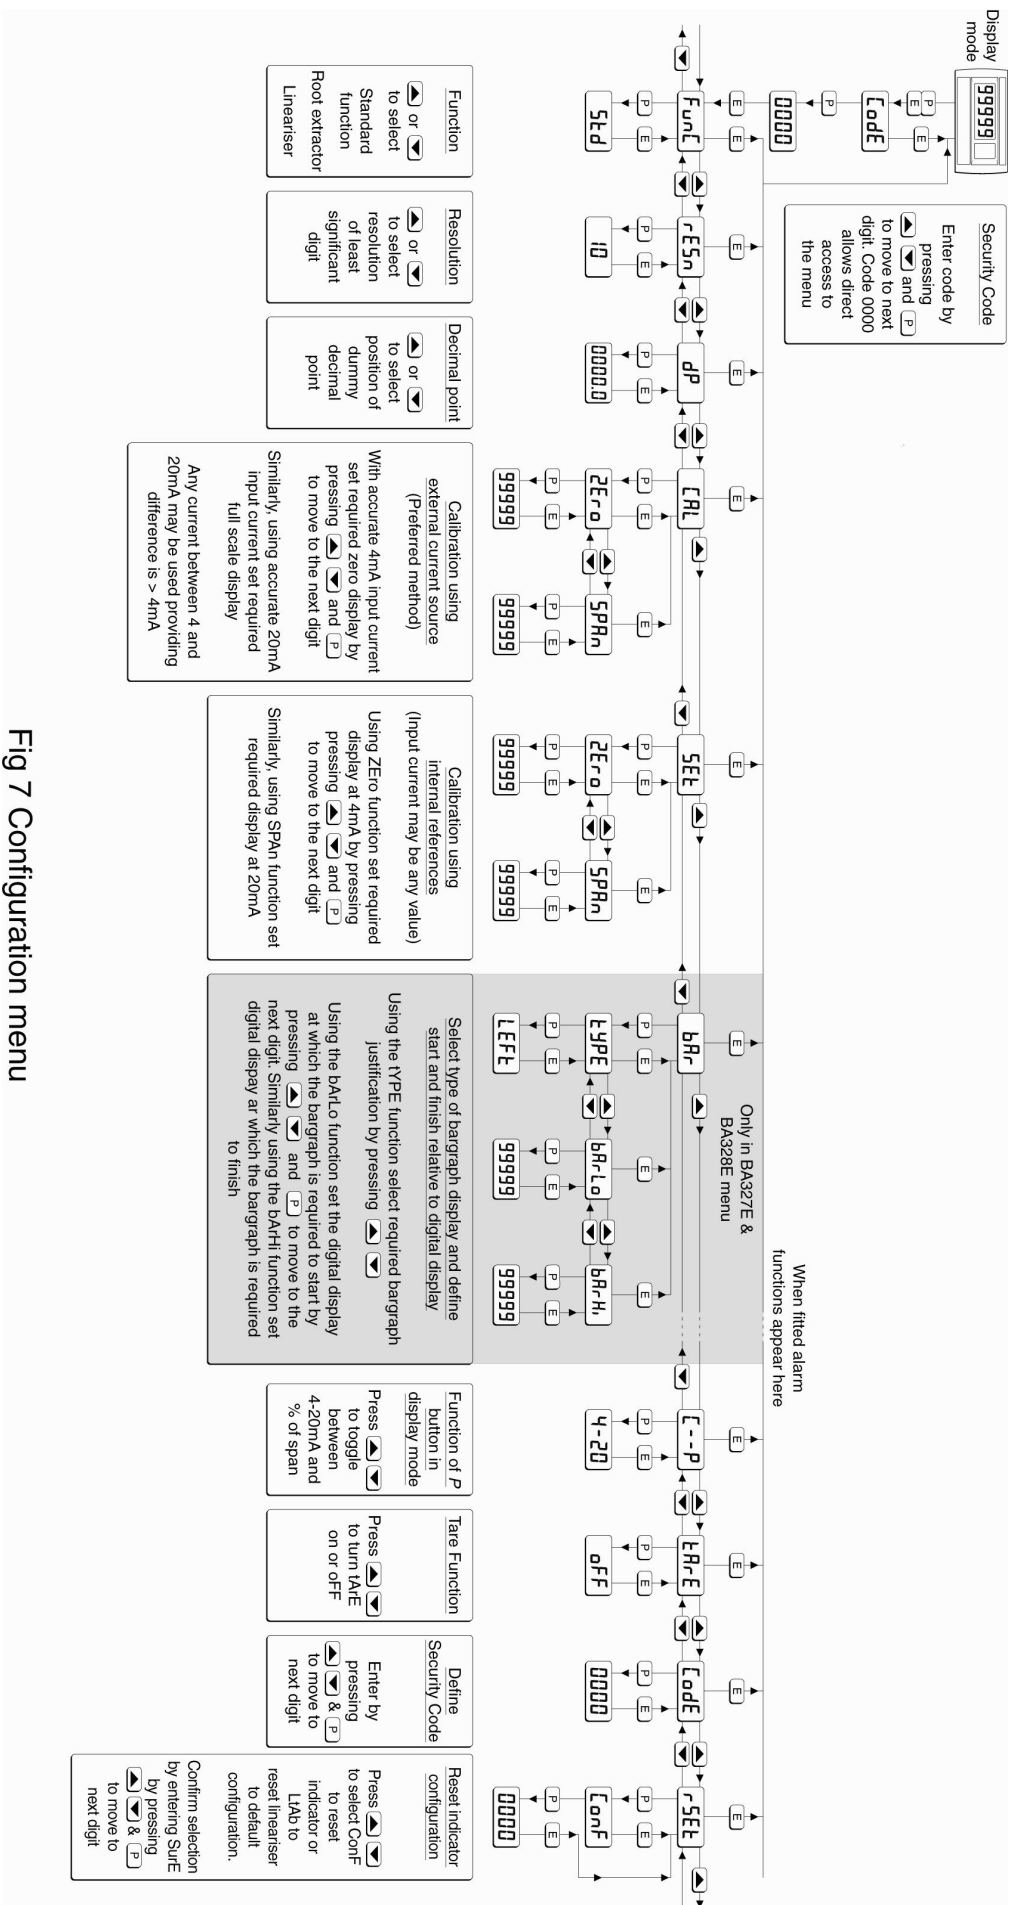 Display
mode
99999
P
E
E
CodE
P
0000
E
E
FunC
P
E
Std
E
rESn
P
E
10
E
dP
P
E
0000.0
E
CAL
P
E
ZEro
P
E
99999
E
SPAn
P
E
99999
E
SEt
P
E
ZEro
P
E
99999
E
SPAn
P
E
99999
Only in BA327E &
BA328E menu
E
bAr
P
E
tYPE
P
E
LEFt
E
bArLo
P
E
99999
E
bArHi
P
E
99999
When fitted alarm
functions appear here
E
C--P
P
E
4-20
E
tArE
P
E
oFF
E
CodE
P
E
0000
E
rSEt
P
E
ConF
P
E
0000
Security Code
Enter code by
pressing
▲ ▼ and P
to move to next
digit. Code 0000
allows direct
access to
the menu
Function
▲ or ▼
to select
Standard
function
Root extractor
Lineariser
Resolution
▲ or ▼
to select
resolution
of least
significant
digit
Decimal point
▲ or ▼
to select
position of
dummy
decimal
point
Calibration using
external current source
(Preferred method)
With accurate 4mA input current
set required zero display by
pressing ▲ ▼ and P
to move to the next digit
Similarly, using accurate 20mA
input current set required
full scale display
Any current between 4 and
20mA may be used providing
difference is > 4mA
Calibration using
internal references
(Input current may be any value)
Using ZEro function set required
display at 4mA by pressing
pressing ▲ ▼ and P
to move to the next digit
Similarly, using SPAn function set
required display at 20mA
Select type of bargraph display and define
start and finish relative to digital display
Using the tYPE function select required bargraph
justification by pressing ▲ ▼
Using the bArLo function set the digital display
at which the bargraph is required to start by
pressing ▲ ▼ and P to move to the
next digit. Similarly using the bArHi function set
digital dispay ar which the bargraph is required
to finish
Function of P
button in
display mode
Press ▲ ▼
to toggle
between
4-20mA and
% of span
Tare Function
Press ▲ ▼
to turn tArE
on or oFF
Define
Security Code
Enter by
pressing
▲ ▼ & P
to move to
next digit
Reset indicator
configuration
Press ▲ ▼
to select ConF
to reset
indicator or
LtAb to
reset lineariser
to default
configuration.
Confirm selection
by entering SurE
by pressing
▲ ▼ & P
to move to
next digit
Fig 7 Configuration menu